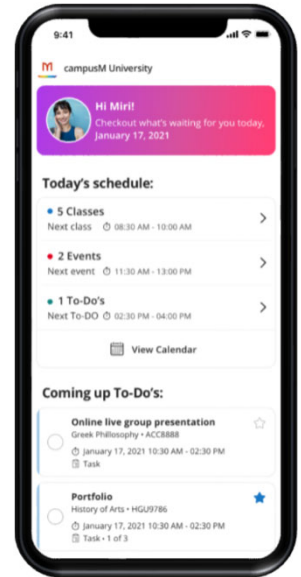 9:41
m campusM University
Hi Miri!
Checkout what's waiting for you today,
January 17, 2021
Today's schedule:
5 Classes
Next class 08:30 AM - 10:00 AM
2 Events
Next event 11:30 AM - 13:00 PM
1 To-Do's
Next To-DO 02:30 PM - 04:00 PM
View Calendar
Coming up To-Do's:
Online live group presentation
Greek Phillosophy • ACC8888
January 17, 2021 10:30 AM - 02:30 PM
Task
Portfolio
History of Arts • HGU9786
January 17, 2021 10:30 AM - 02:30 PM
Task • 1 of 3